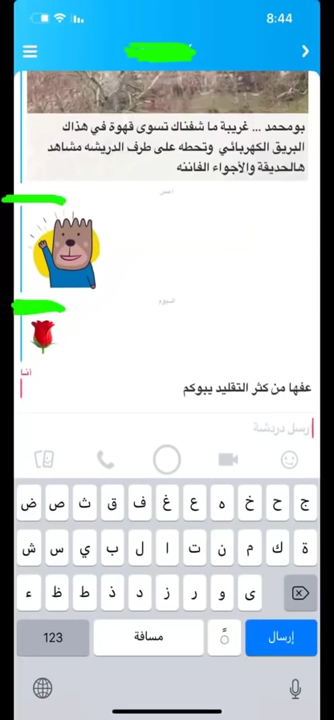 8:44
بومحمد ... غريبة ما شفناك تسوى قهوة في هذاك
البريق الكهربائي وتحطه على طرف الدريشه مشاهد
هالحديقة والأجواء الفاتنه
أمس
اليوم
أنا
عفها من كثر التقليد يبوكم
إرسل دردشة
ض ص ث ق ف غ ع ه خ ح ج
ش س ي ب ل ا ت ن م ك ة
ء ظ ط ذ د ز ر و ى
123 مسافة إرسال